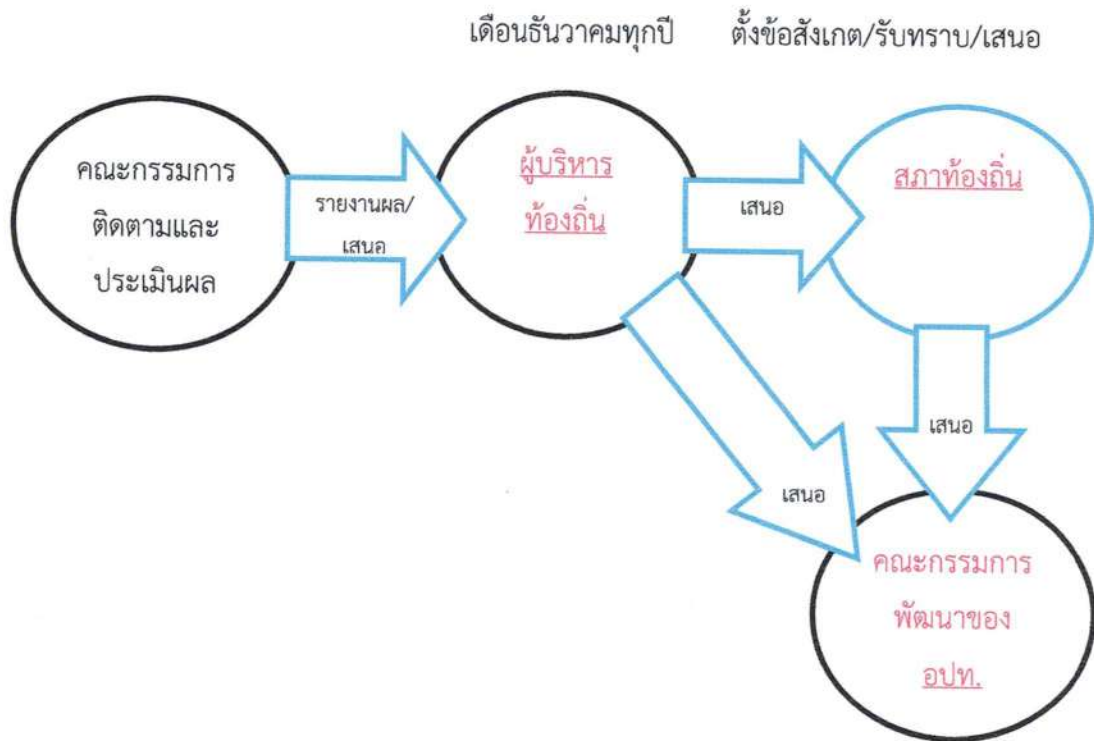 เดือนธันวาคมทุกปี
ตั้งข้อสังเกต/รับทราบ/เสนอ
คณะกรรมการ
ติดตามและ
ประเมินผล
รายงานผล/
เสนอ
ผู้บริหาร
ท้องถิ่น
เสนอ
สภาท้องถิ่น
เสนอ
เสนอ
คณะกรรมการ
พัฒนาของ
อปท.